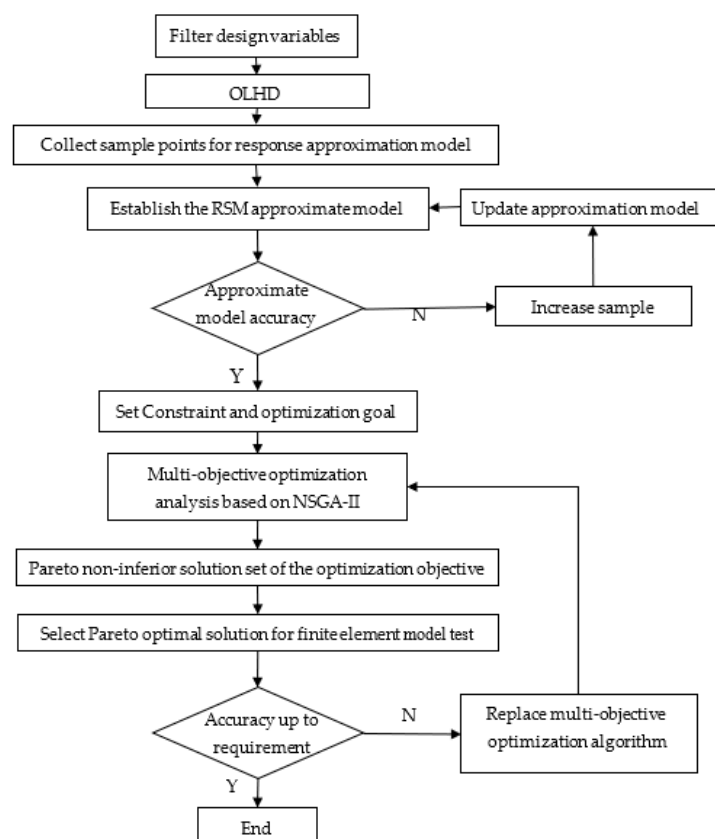 Filter design variables
OLHD
Collect sample points for response approximation model
Establish the RSM approximate model
Update approximation model
Approximate
model accuracy
N
Increase sample
Y
Set Constraint and optimization goal
Multi-objective optimization
analysis based on NSGA-II
Pareto non-inferior solution set of the optimization objective
Select Pareto optimal solution for finite element model test
Accuracy up to
requirement
N
Replace multi-objective
optimization algorithm
Y
End